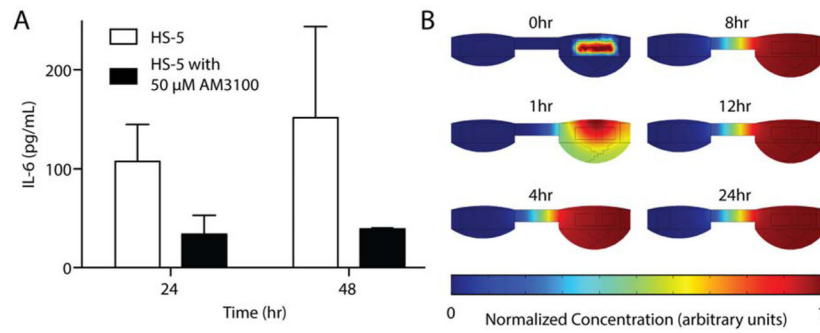 A
HS-5
HS-5 with
50 µM AM3100
IL-6 (pg/mL)
200
100
0
24
48
Time (hr)
B
0hr
8hr
1hr
12hr
4hr
24hr
0
Normalized Concentration (arbitrary units)